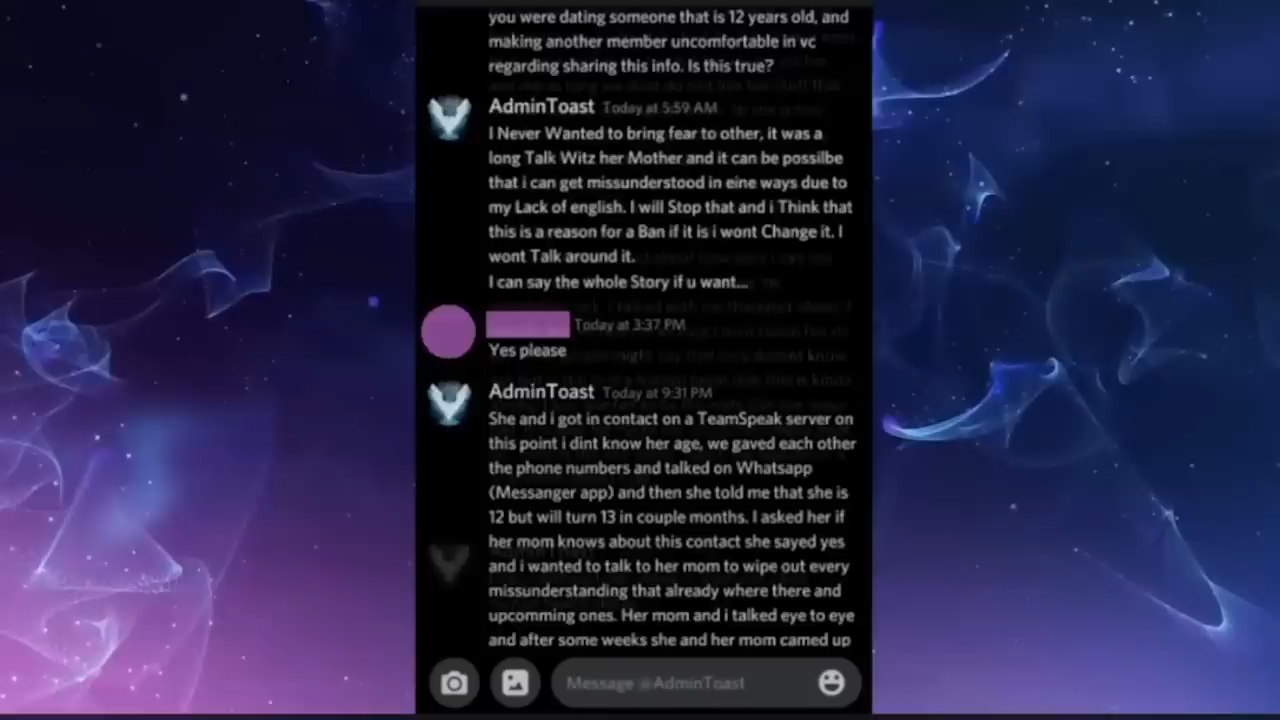 you were dating someone that is 12 years old, and
making another member uncomfortable in vc
regarding sharing this info. Is this true?
AdminToast Today at 5:59 AM
I Never Wanted to bring fear to other, it was a
long Talk Witz her Mother and it can be possilbe
that i can get missunderstood in eine ways due to
my Lack of english. I will Stop that and i Think that
this is a reason for a Ban if it is i wont Change it. I
wont Talk around it.
I can say the whole Story if u want...
Today at 3:37 PM
Yes please
AdminToast Today at 9:31 PM
She and i got in contact on a TeamSpeak server on
this point i dint know her age, we gaved each other
the phone numbers and talked on Whatsapp
(Messanger app) and then she told me that she is
12 but will turn 13 in couple months. I asked her if
her mom knows about this contact she sayed yes
and i wanted to talk to her mom to wipe out every
missunderstanding that already where there and
upcomming ones. Her mom and i talked eye to eye
and after some weeks she and her mom camed up
Message @AdminToast